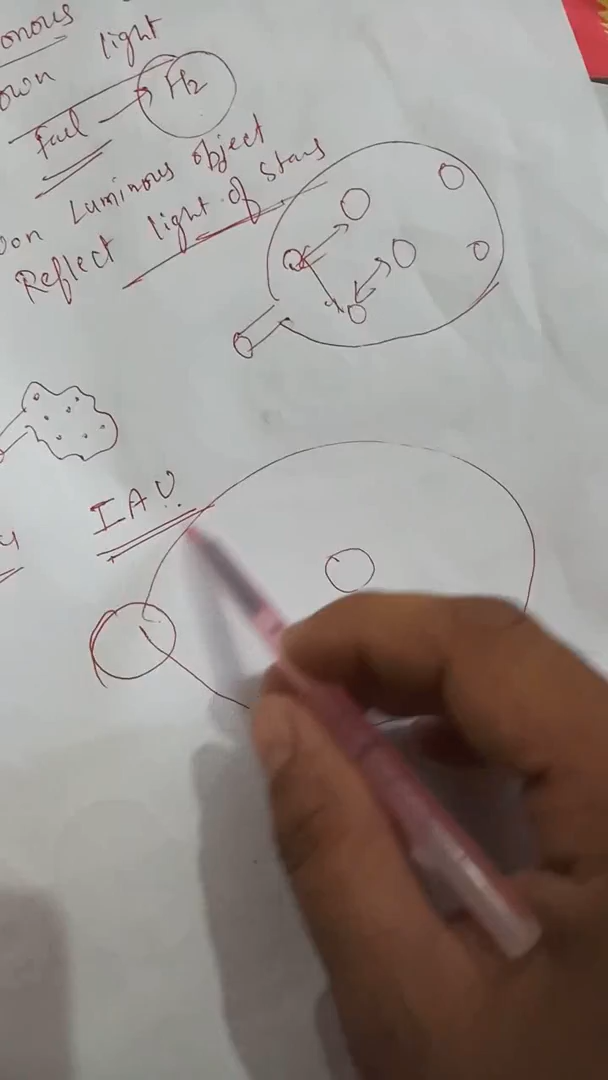 onous
own light
Fuel H2
on Luminous object
Reflect light of Stars
IAU
y